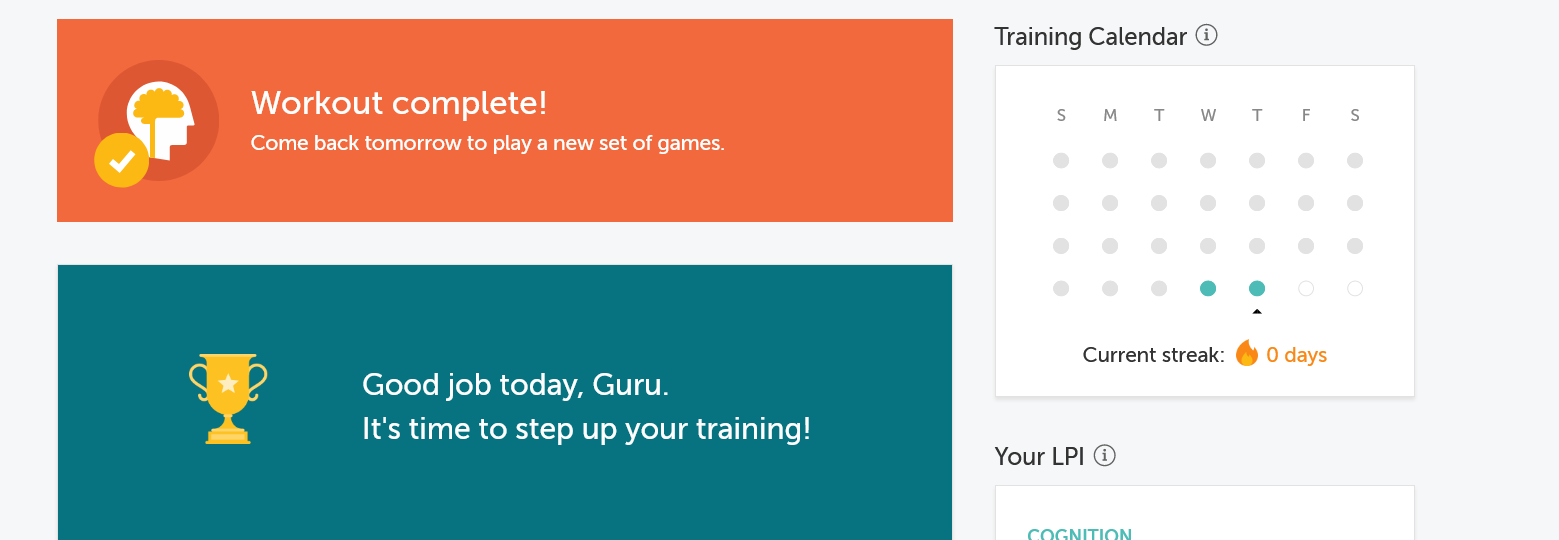 Workout complete!
Come back tomorrow to play a new set of games.
Good job today, Guru.
It's time to step up your training!
Training Calendar
S M T W T F S
Current streak: 0 days
Your LPI
COGNITION